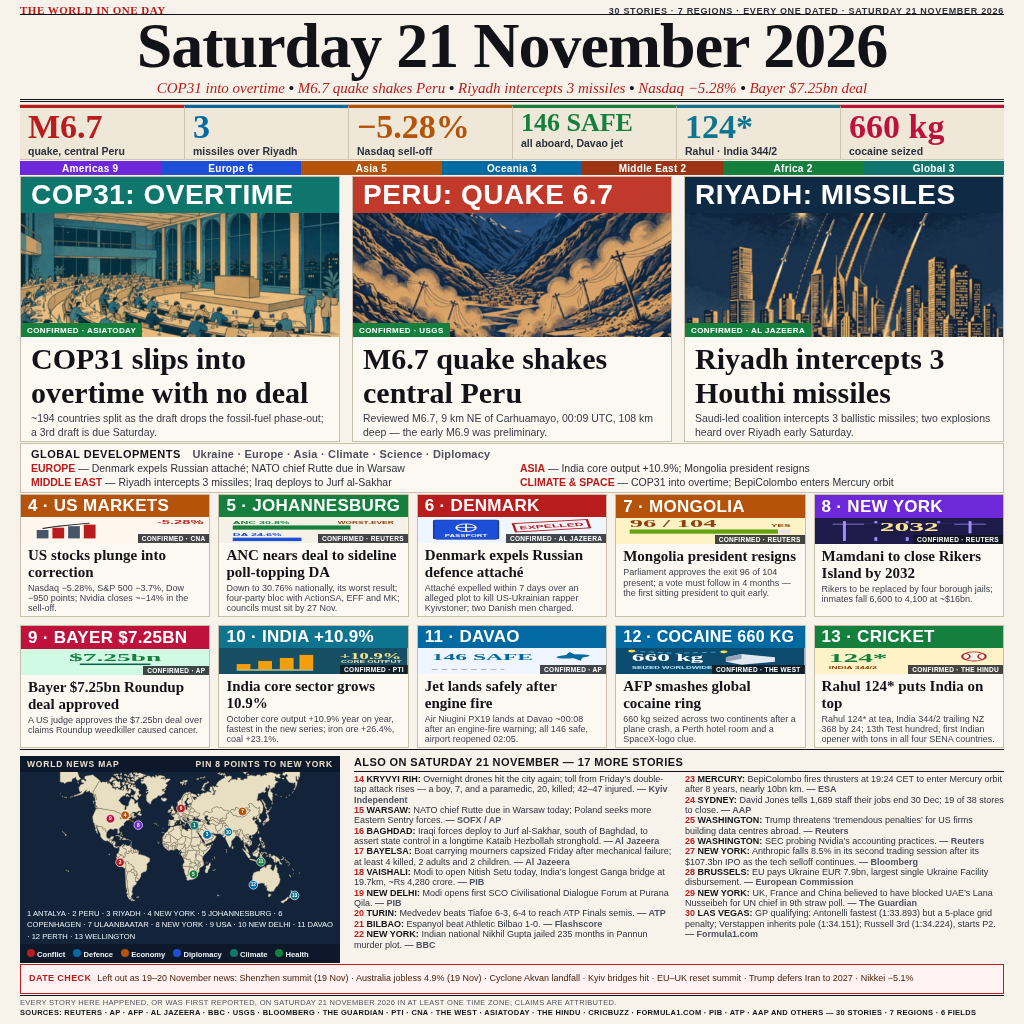 THE WORLD IN ONE DAY
30 STORIES · 7 REGIONS · EVERY ONE DATED · SATURDAY 21 NOVEMBER 2026
Saturday 21 November 2026
COP31 into overtime • M6.7 quake shakes Peru • Riyadh intercepts 3 missiles • Nasdaq −5.28% • Bayer $7.25bn deal
M6.7
quake, central Peru
3
missiles over Riyadh
−5.28%
Nasdaq sell-off
146 SAFE
all aboard, Davao jet
124*
Rahul · India 344/2
660 kg
cocaine seized
Americas 9
Europe 6
Asia 5
Oceania 3
Middle East 2
Africa 2
Global 3
COP31: OVERTIME
CONFIRMED · ASIATODAY
COP31 slips into
overtime with no deal
~194 countries split as the draft drops the fossil-fuel phase-out;
a 3rd draft is due Saturday.
PERU: QUAKE 6.7
CONFIRMED · USGS
M6.7 quake shakes
central Peru
Reviewed M6.7, 9 km NE of Carhuamayo, 00:09 UTC, 108 km
deep — the early M6.9 was preliminary.
RIYADH: MISSILES
CONFIRMED · AL JAZEERA
Riyadh intercepts 3
Houthi missiles
Saudi-led coalition intercepts 3 ballistic missiles; two explosions
heard over Riyadh early Saturday.
GLOBAL DEVELOPMENTS Ukraine · Europe · Asia · Climate · Science · Diplomacy
EUROPE — Denmark expels Russian attaché; NATO chief Rutte due in Warsaw
MIDDLE EAST — Riyadh intercepts 3 missiles; Iraq deploys to Jurf al-Sakhar
ASIA — India core output +10.9%; Mongolia president resigns
CLIMATE & SPACE — COP31 into overtime; BepiColombo enters Mercury orbit
4 · US MARKETS
-5.28%
CONFIRMED · CNA
US stocks plunge into
correction
Nasdaq −5.28%, S&P 500 −3.7%, Dow
−950 points; Nvidia closes ~−14% in the
sell-off.
5 · JOHANNESBURG
ANC 30.8% WORST-EVER
DA 24.6%
CONFIRMED · REUTERS
ANC nears deal to sideline
poll-topping DA
Down to 30.76% nationally, its worst result;
four-party bloc with ActionSA, EFF and MK;
councils must sit by 27 Nov.
6 · DENMARK
PASSPORT
EXPELLED
CONFIRMED · AL JAZEERA
Denmark expels Russian
defence attaché
Attaché expelled within 7 days over an
alleged plot to kill US-Ukrainian rapper
Kyivstoner; two Danish men charged.
7 · MONGOLIA
96 / 104 YES
CONFIRMED · REUTERS
Mongolia president resigns
Parliament approves the exit 96 of 104
present; a vote must follow in 4 months —
the first sitting president to quit early.
8 · NEW YORK
2032
CONFIRMED · REUTERS
Mamdani to close Rikers
Island by 2032
Rikers to be replaced by four borough jails;
inmates fall 6,600 to 4,100 at ~$16bn.
9 · BAYER $7.25BN
$7.25bn
CONFIRMED · AP
Bayer $7.25bn Roundup
deal approved
A US judge approves the $7.25bn deal over
claims Roundup weedkiller caused cancer.
10 · INDIA +10.9%
+10.9%
CORE OUTPUT
CONFIRMED · PTI
India core sector grows
10.9%
October core output +10.9% year on year,
fastest in the new series; iron ore +26.4%,
coal +23.1%.
11 · DAVAO
146 SAFE
CONFIRMED · AP
Jet lands safely after
engine fire
Air Niugini PX19 lands at Davao ~00:08
after an engine-fire warning; all 146 safe,
airport reopened 02:05.
12 · COCAINE 660 KG
660 kg
SEIZED WORLDWIDE
CONFIRMED · THE WEST
AFP smashes global
cocaine ring
660 kg seized across two continents after a
plane crash, a Perth hotel room and a
SpaceX-logo clue.
13 · CRICKET
124*
INDIA 344/2
CONFIRMED · THE HINDU
Rahul 124* puts India on
top
Rahul 124* at tea, India 344/2 trailing NZ
368 by 24; 13th Test hundred, first Indian
opener with tons in all four SENA countries.
WORLD NEWS MAP
PIN 8 POINTS TO NEW YORK
1 ANTALYA · 2 PERU · 3 RIYADH · 4 NEW YORK · 5 JOHANNESBURG · 6
COPENHAGEN · 7 ULAANBAATAR · 8 NEW YORK · 9 USA · 10 NEW DELHI · 11 DAVAO
· 12 PERTH · 13 WELLINGTON
Conflict Defence Economy Diplomacy Climate Health
ALSO ON SATURDAY 21 NOVEMBER — 17 MORE STORIES
14 KRYVYI RIH: Overnight drones hit the city again; toll from Friday's double-
tap attack rises — a boy, 7, and a paramedic, 20, killed; 42–47 injured. — Kyiv
Independent
15 WARSAW: NATO chief Rutte due in Warsaw today; Poland seeks more
Eastern Sentry forces. — SOFX / AP
16 BAGHDAD: Iraqi forces deploy to Jurf al-Sakhar, south of Baghdad, to
assert state control in a longtime Kataib Hezbollah stronghold. — Al Jazeera
17 BAYELSA: Boat carrying mourners capsized Friday after mechanical failure;
at least 4 killed, 2 adults and 2 children. — Al Jazeera
18 VAISHALI: Modi to open Nitish Setu today, India's longest Ganga bridge at
19.7km, ~Rs 4,280 crore. — PIB
19 NEW DELHI: Modi opens first SCO Civilisational Dialogue Forum at Purana
Qila. — PIB
20 TURIN: Medvedev beats Tiafoe 6-3, 6-4 to reach ATP Finals semis. — ATP
21 BILBAO: Espanyol beat Athletic Bilbao 1-0. — Flashscore
22 NEW YORK: Indian national Nikhil Gupta jailed 235 months in Pannun
murder plot. — BBC
23 MERCURY: BepiColombo fires thrusters at 19:24 CET to enter Mercury orbit
after 8 years, nearly 10bn km. — ESA
24 SYDNEY: David Jones tells 1,689 staff their jobs end 30 Dec; 19 of 38 stores
to close. — AAP
25 WASHINGTON: Trump threatens 'tremendous penalties' for US firms
building data centres abroad. — Reuters
26 WASHINGTON: SEC probing Nvidia's accounting practices. — Reuters
27 NEW YORK: Anthropic falls 8.5% in its second trading session after its
$107.3bn IPO as the tech selloff continues. — Bloomberg
28 BRUSSELS: EU pays Ukraine EUR 7.9bn, largest single Ukraine Facility
disbursement. — European Commission
29 NEW YORK: UK, France and China believed to have blocked UAE's Lana
Nusseibeh for UN chief in 9th straw poll. — The Guardian
30 LAS VEGAS: GP qualifying: Antonelli fastest (1:33.893) but a 5-place grid
penalty; Verstappen inherits pole (1:34.151); Russell 3rd (1:34.224), starts P2.
— Formula1.com
DATE CHECK Left out as 19–20 November news: Shenzhen summit (19 Nov) · Australia jobless 4.9% (19 Nov) · Cyclone Akvan landfall · Kyiv bridges hit · EU–UK reset summit · Trump defers Iran to 2027 · Nikkei −5.1%
EVERY STORY HERE HAPPENED, OR WAS FIRST REPORTED, ON SATURDAY 21 NOVEMBER 2026 IN AT LEAST ONE TIME ZONE; CLAIMS ARE ATTRIBUTED.
SOURCES: REUTERS · AP · AFP · AL JAZEERA · BBC · USGS · BLOOMBERG · THE GUARDIAN · PTI · CNA · THE WEST · ASIATODAY · THE HINDU · CRICBUZZ · FORMULA1.COM · PIB · ATP · AAP AND OTHERS — 30 STORIES · 7 REGIONS · 6 FIELDS